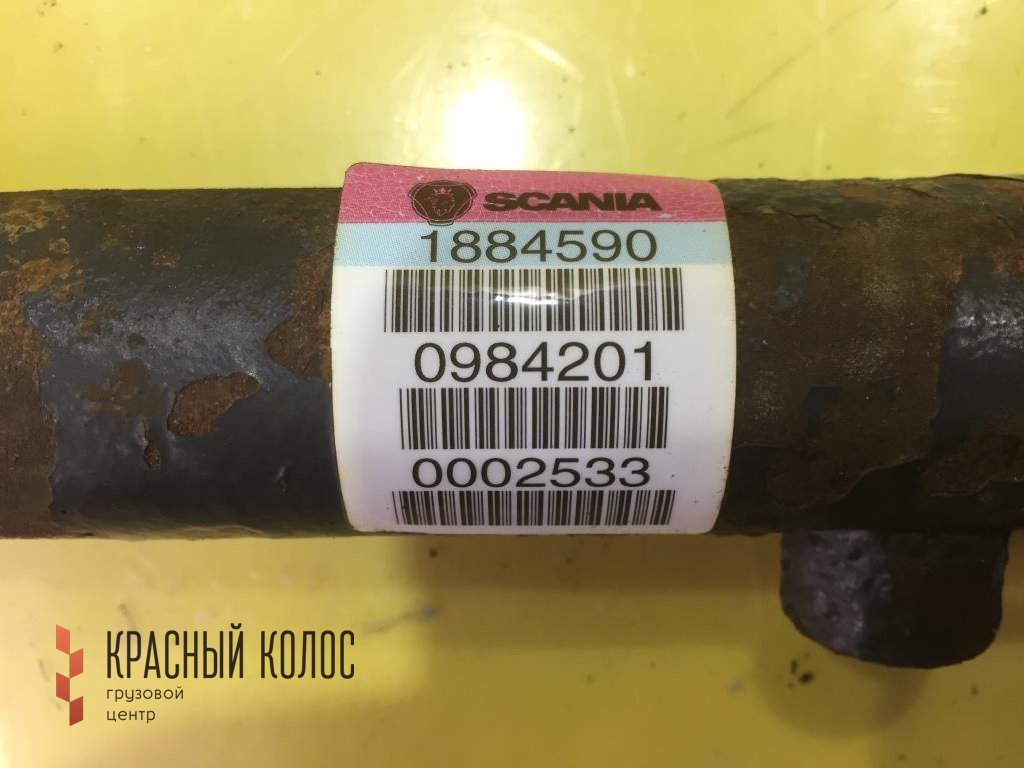 SCANIA
1884590
0984201
0002533
КРАСНЫЙ КОЛОС
грузовой
центр